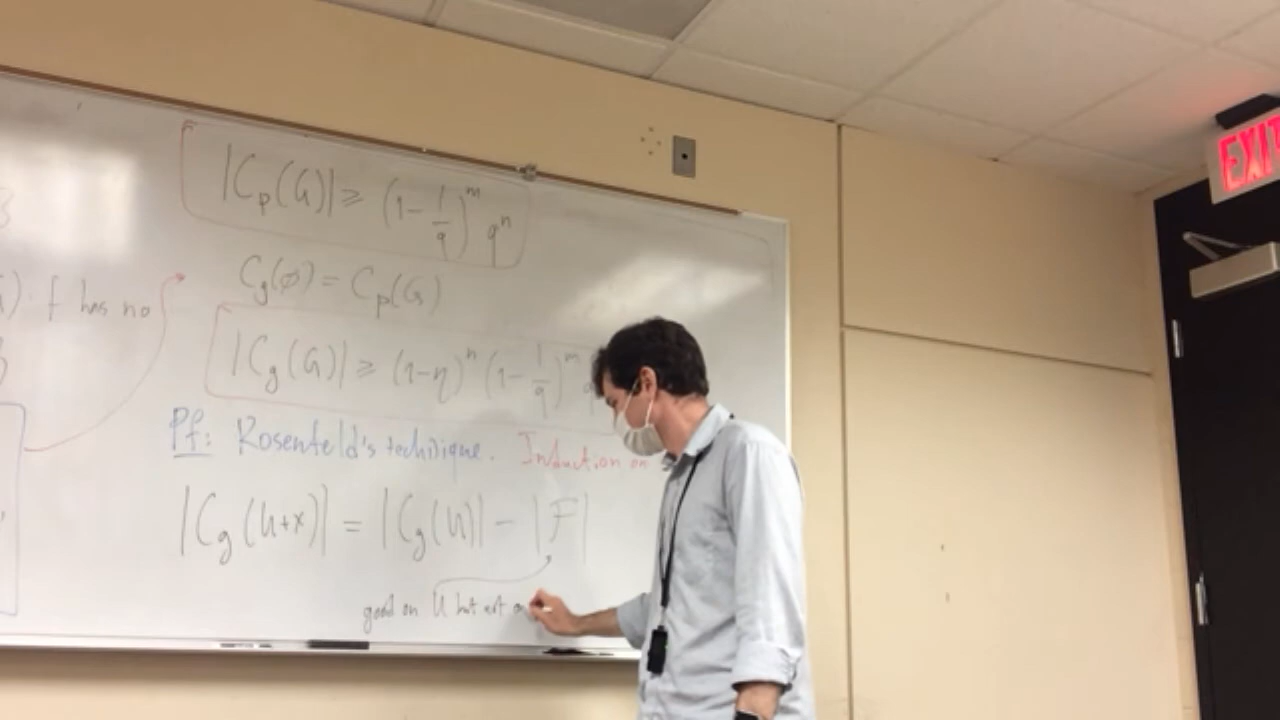 |C_p(G)| ⩾ (1-1/q)^m q^n
C_g(∅) = C_p(G)
f has no
|C_g(G)| ⩾ (1-η)^n (1-1/q)^m
Pf: Rosenfeld's technique. Induction on
|C_g(U+x)| = |C_g(U)| - |F|
good on U but not
EXIT